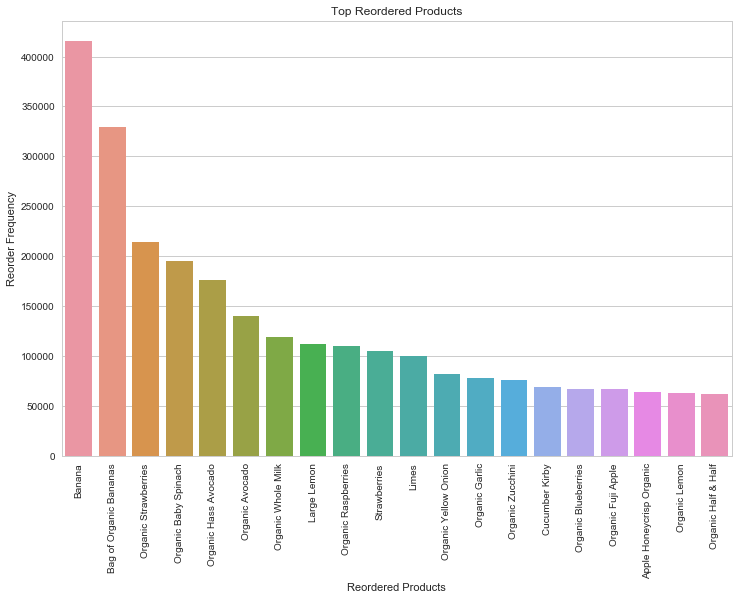 Top Reordered Products
Reorder Frequency
400000
350000
300000
250000
200000
150000
100000
50000
0
Banana
Bag of Organic Bananas
Organic Strawberries
Organic Baby Spinach
Organic Hass Avocado
Organic Avocado
Organic Whole Milk
Large Lemon
Organic Raspberries
Strawberries
Limes
Organic Yellow Onion
Organic Garlic
Organic Zucchini
Cucumber Kirby
Organic Blueberries
Organic Fuji Apple
Apple Honeycrisp Organic
Organic Lemon
Organic Half & Half
Reordered Products